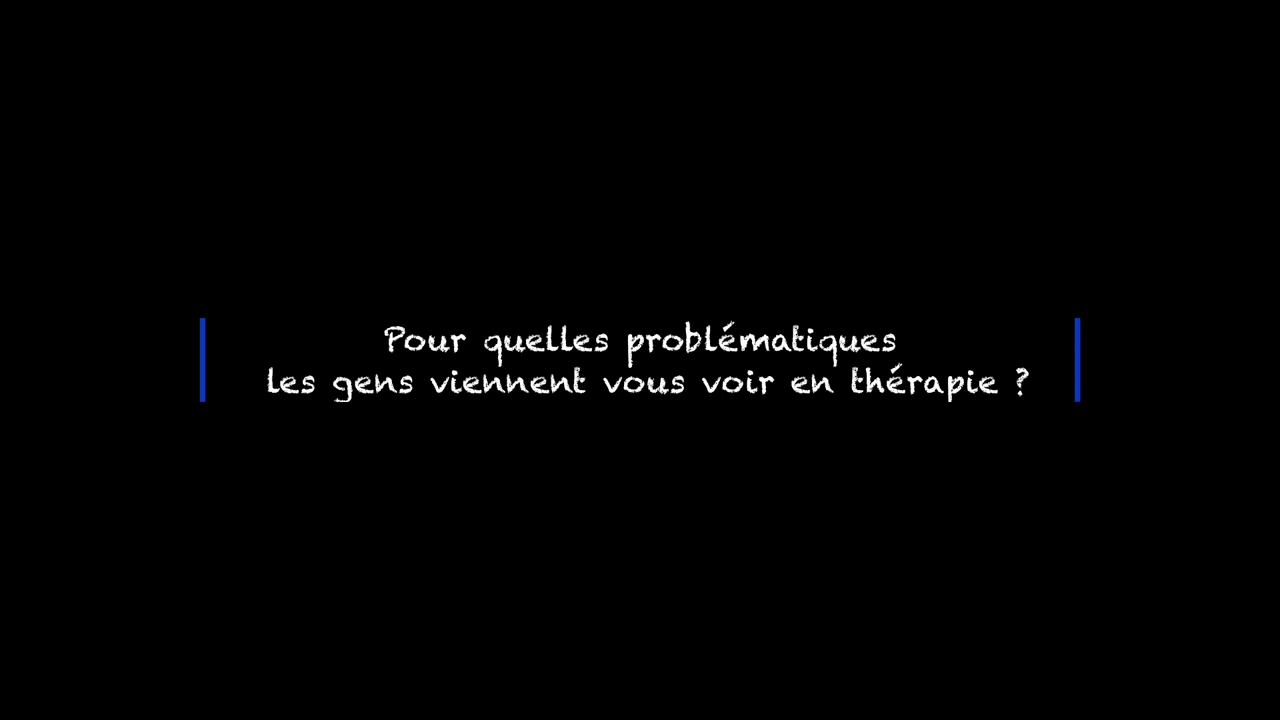 Pour quelles problématiques
les gens viennent vous voir en thérapie ?